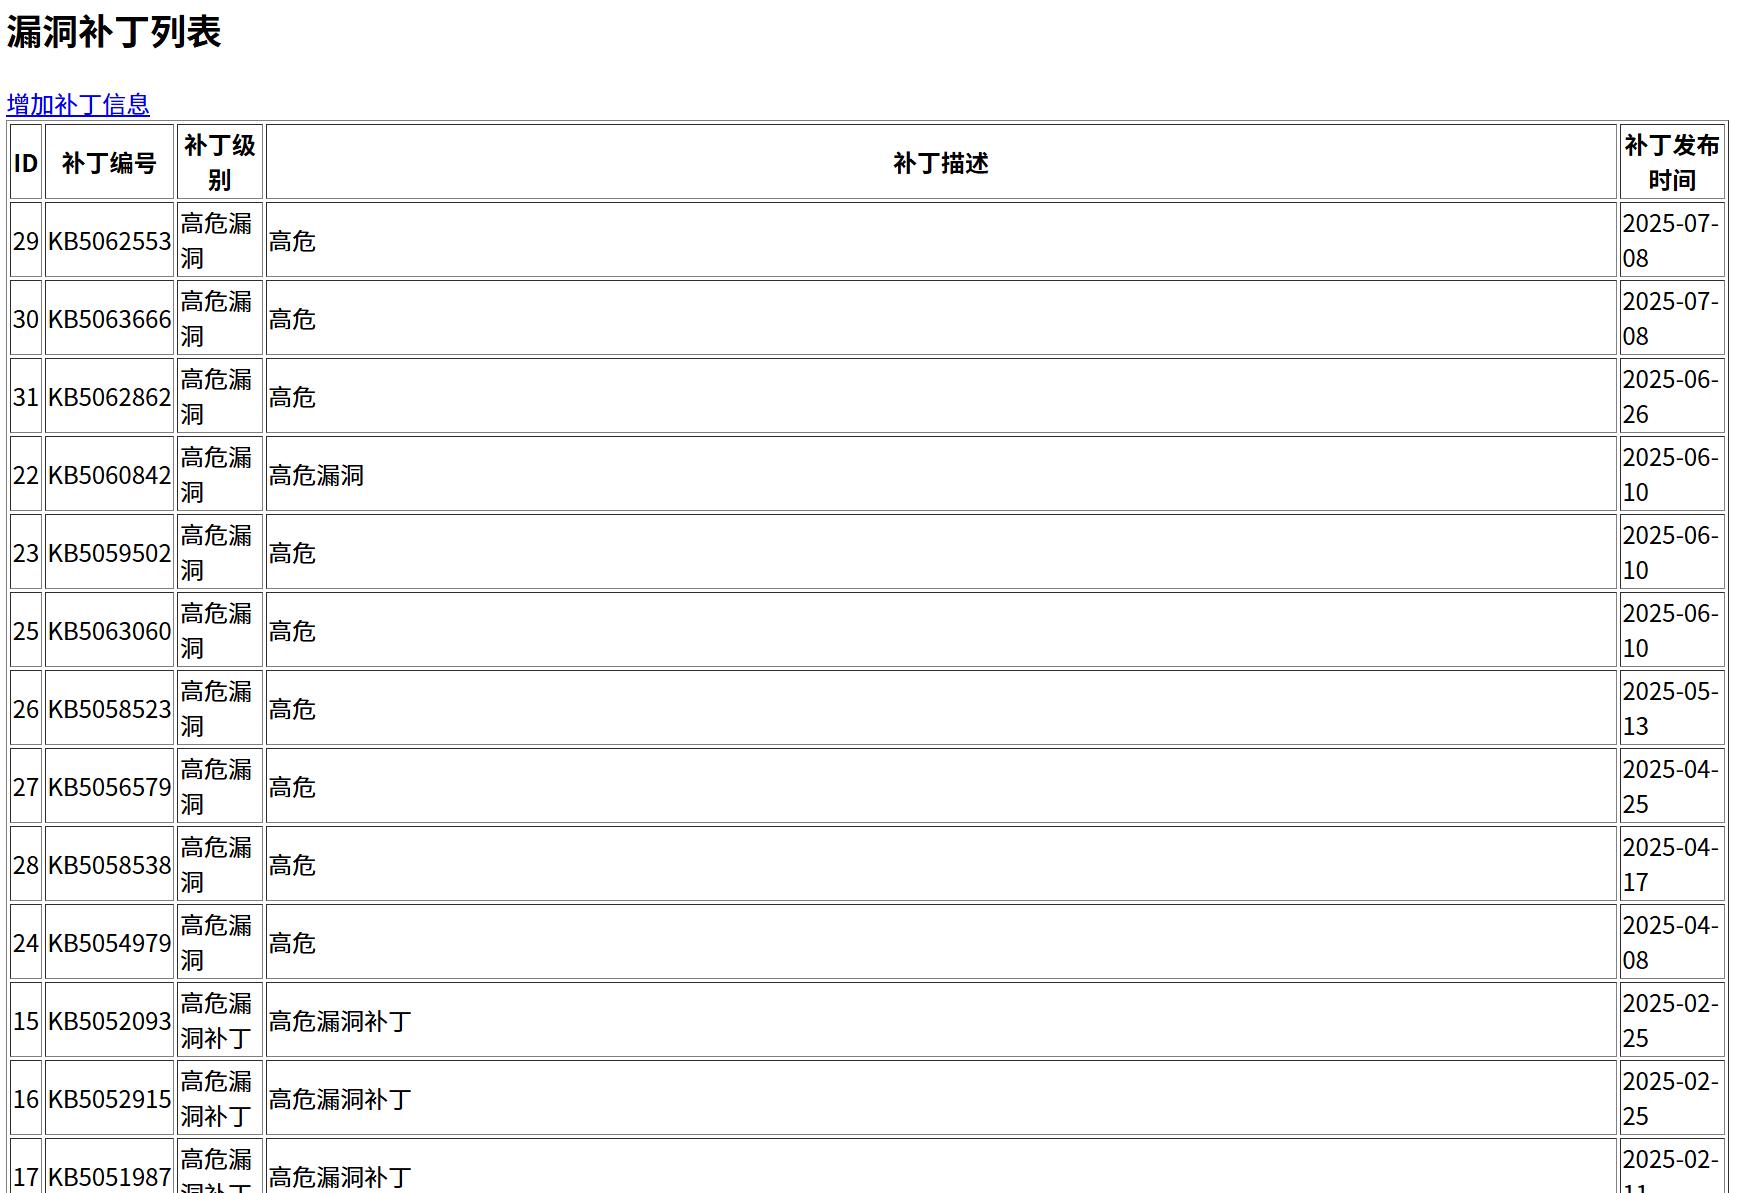 漏洞补丁列表
增加补丁信息
ID 补丁编号 补丁级别 补丁描述 补丁发布时间
29 KB5062553 高危漏洞 高危 2025-07-08
30 KB5063666 高危漏洞 高危 2025-07-08
31 KB5062862 高危漏洞 高危 2025-06-26
22 KB5060842 高危漏洞 高危漏洞 2025-06-10
23 KB5059502 高危漏洞 高危 2025-06-10
25 KB5063060 高危漏洞 高危 2025-06-10
26 KB5058523 高危漏洞 高危 2025-05-13
27 KB5056579 高危漏洞 高危 2025-04-25
28 KB5058538 高危漏洞 高危 2025-04-17
24 KB5054979 高危漏洞 高危 2025-04-08
15 KB5052093 高危漏洞补丁 高危漏洞补丁 2025-02-25
16 KB5052915 高危漏洞补丁 高危漏洞补丁 2025-02-25
17 KB5051987 高危漏洞补丁 高危漏洞补丁 2025-02-11